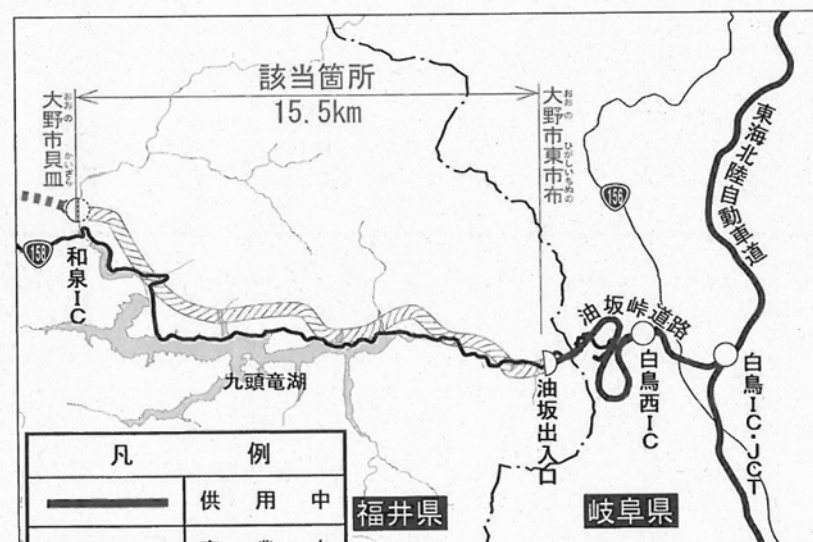 該当箇所
15.5km
大野市貝皿
おおの
かいざら
大野市東市布
おおの
ひがしいちぬの
156
東海北陸自動車道
158
和泉IC
油坂峠道路
九頭竜湖
油坂出入口
白鳥西IC
白鳥IC・JCT
凡例
供用中
福井県
岐阜県